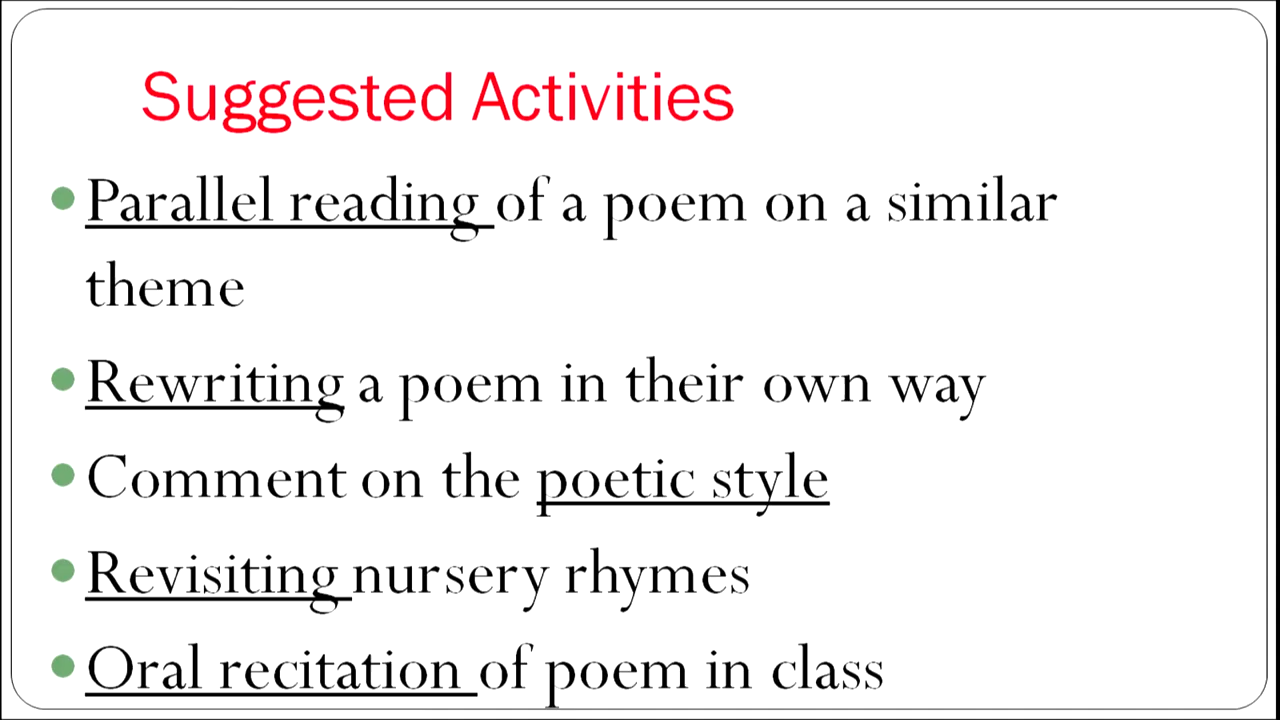 Suggested Activities
Parallel reading of a poem on a similar
theme
Rewriting a poem in their own way
Comment on the poetic style
Revisiting nursery rhymes
Oral recitation of poem in class